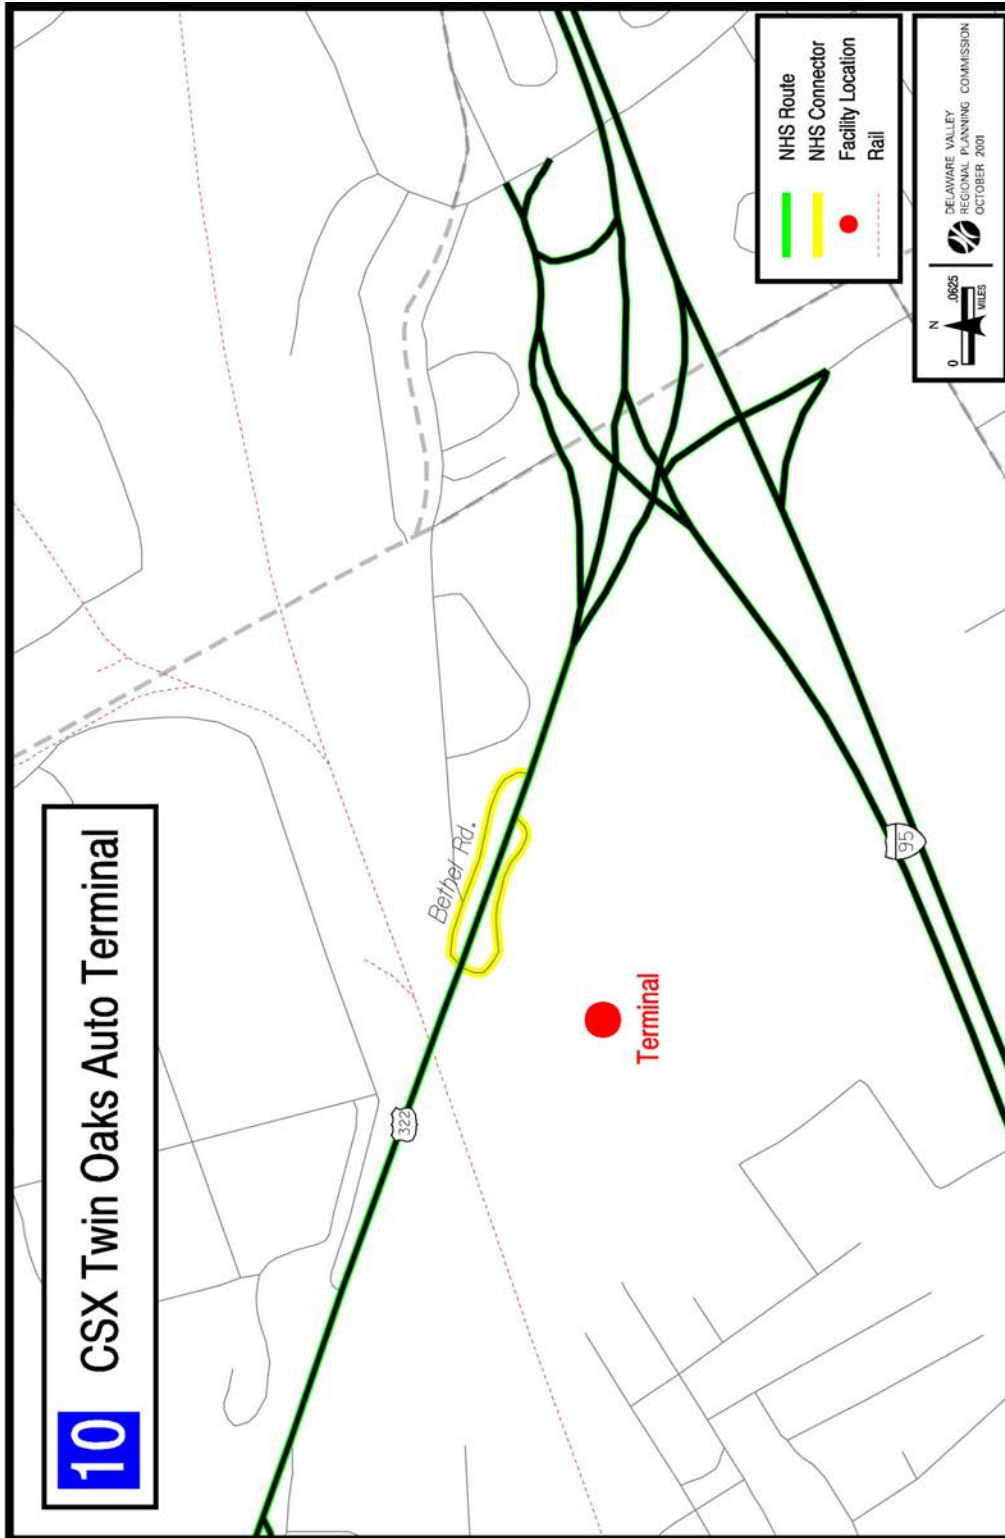 10 CSX Twin Oaks Auto Terminal
Bethel Rd.
322
Terminal
95
NHS Route
NHS Connector
Facility Location
Rail
N
0 .0625
MILES
DELAWARE VALLEY
REGIONAL PLANNING COMMISSION
OCTOBER 2001